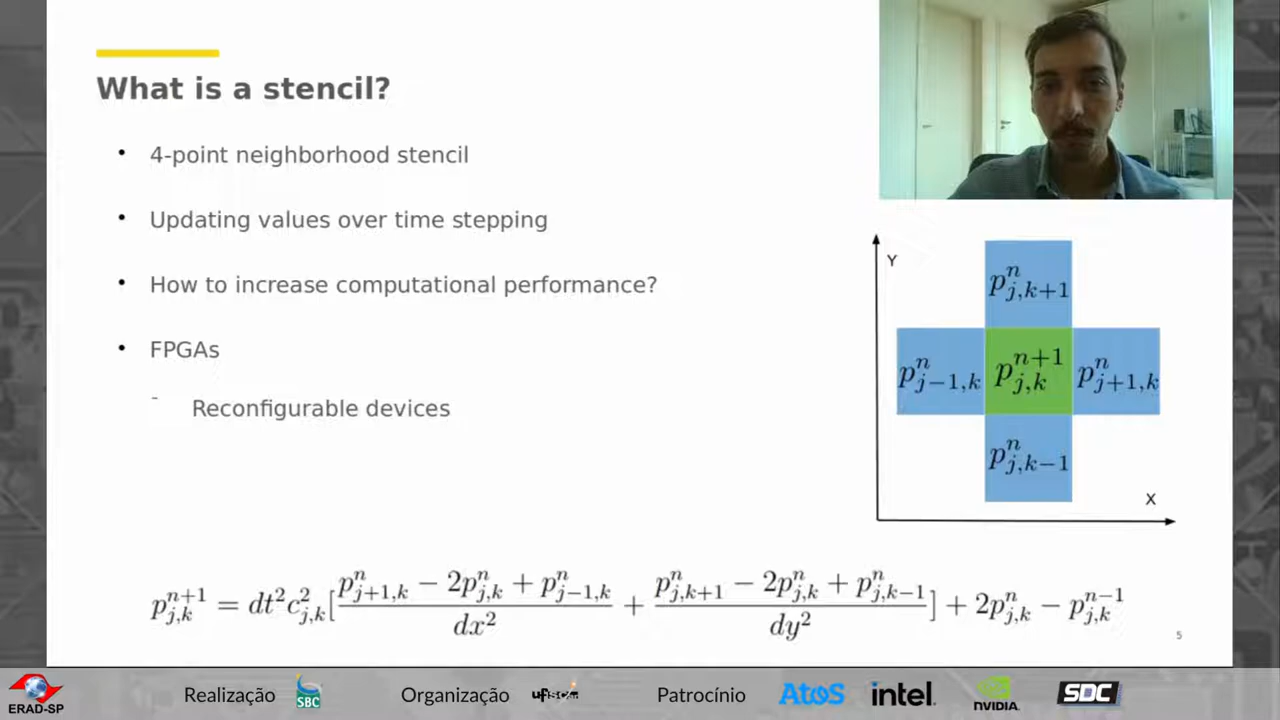 What is a stencil?
• 4-point neighborhood stencil
• Updating values over time stepping
• How to increase computational performance?
• FPGAs
- Reconfigurable devices
Y
p^n_{j,k+1}
p^n_{j-1,k} p^{n+1}_{j,k} p^n_{j+1,k}
p^n_{j,k-1}
X
p^{n+1}_{j,k} = dt^2 c^2_{j,k} [ \frac{p^n_{j+1,k} - 2p^n_{j,k} + p^n_{j-1,k}}{dx^2} + \frac{p^n_{j,k+1} - 2p^n_{j,k} + p^n_{j,k-1}}{dy^2} ] + 2p^n_{j,k} - p^{n-1}_{j,k}
5
ERAD-SP
Realização SBC Organização ufscar Patrocínio Atos intel. NVIDIA. SDC